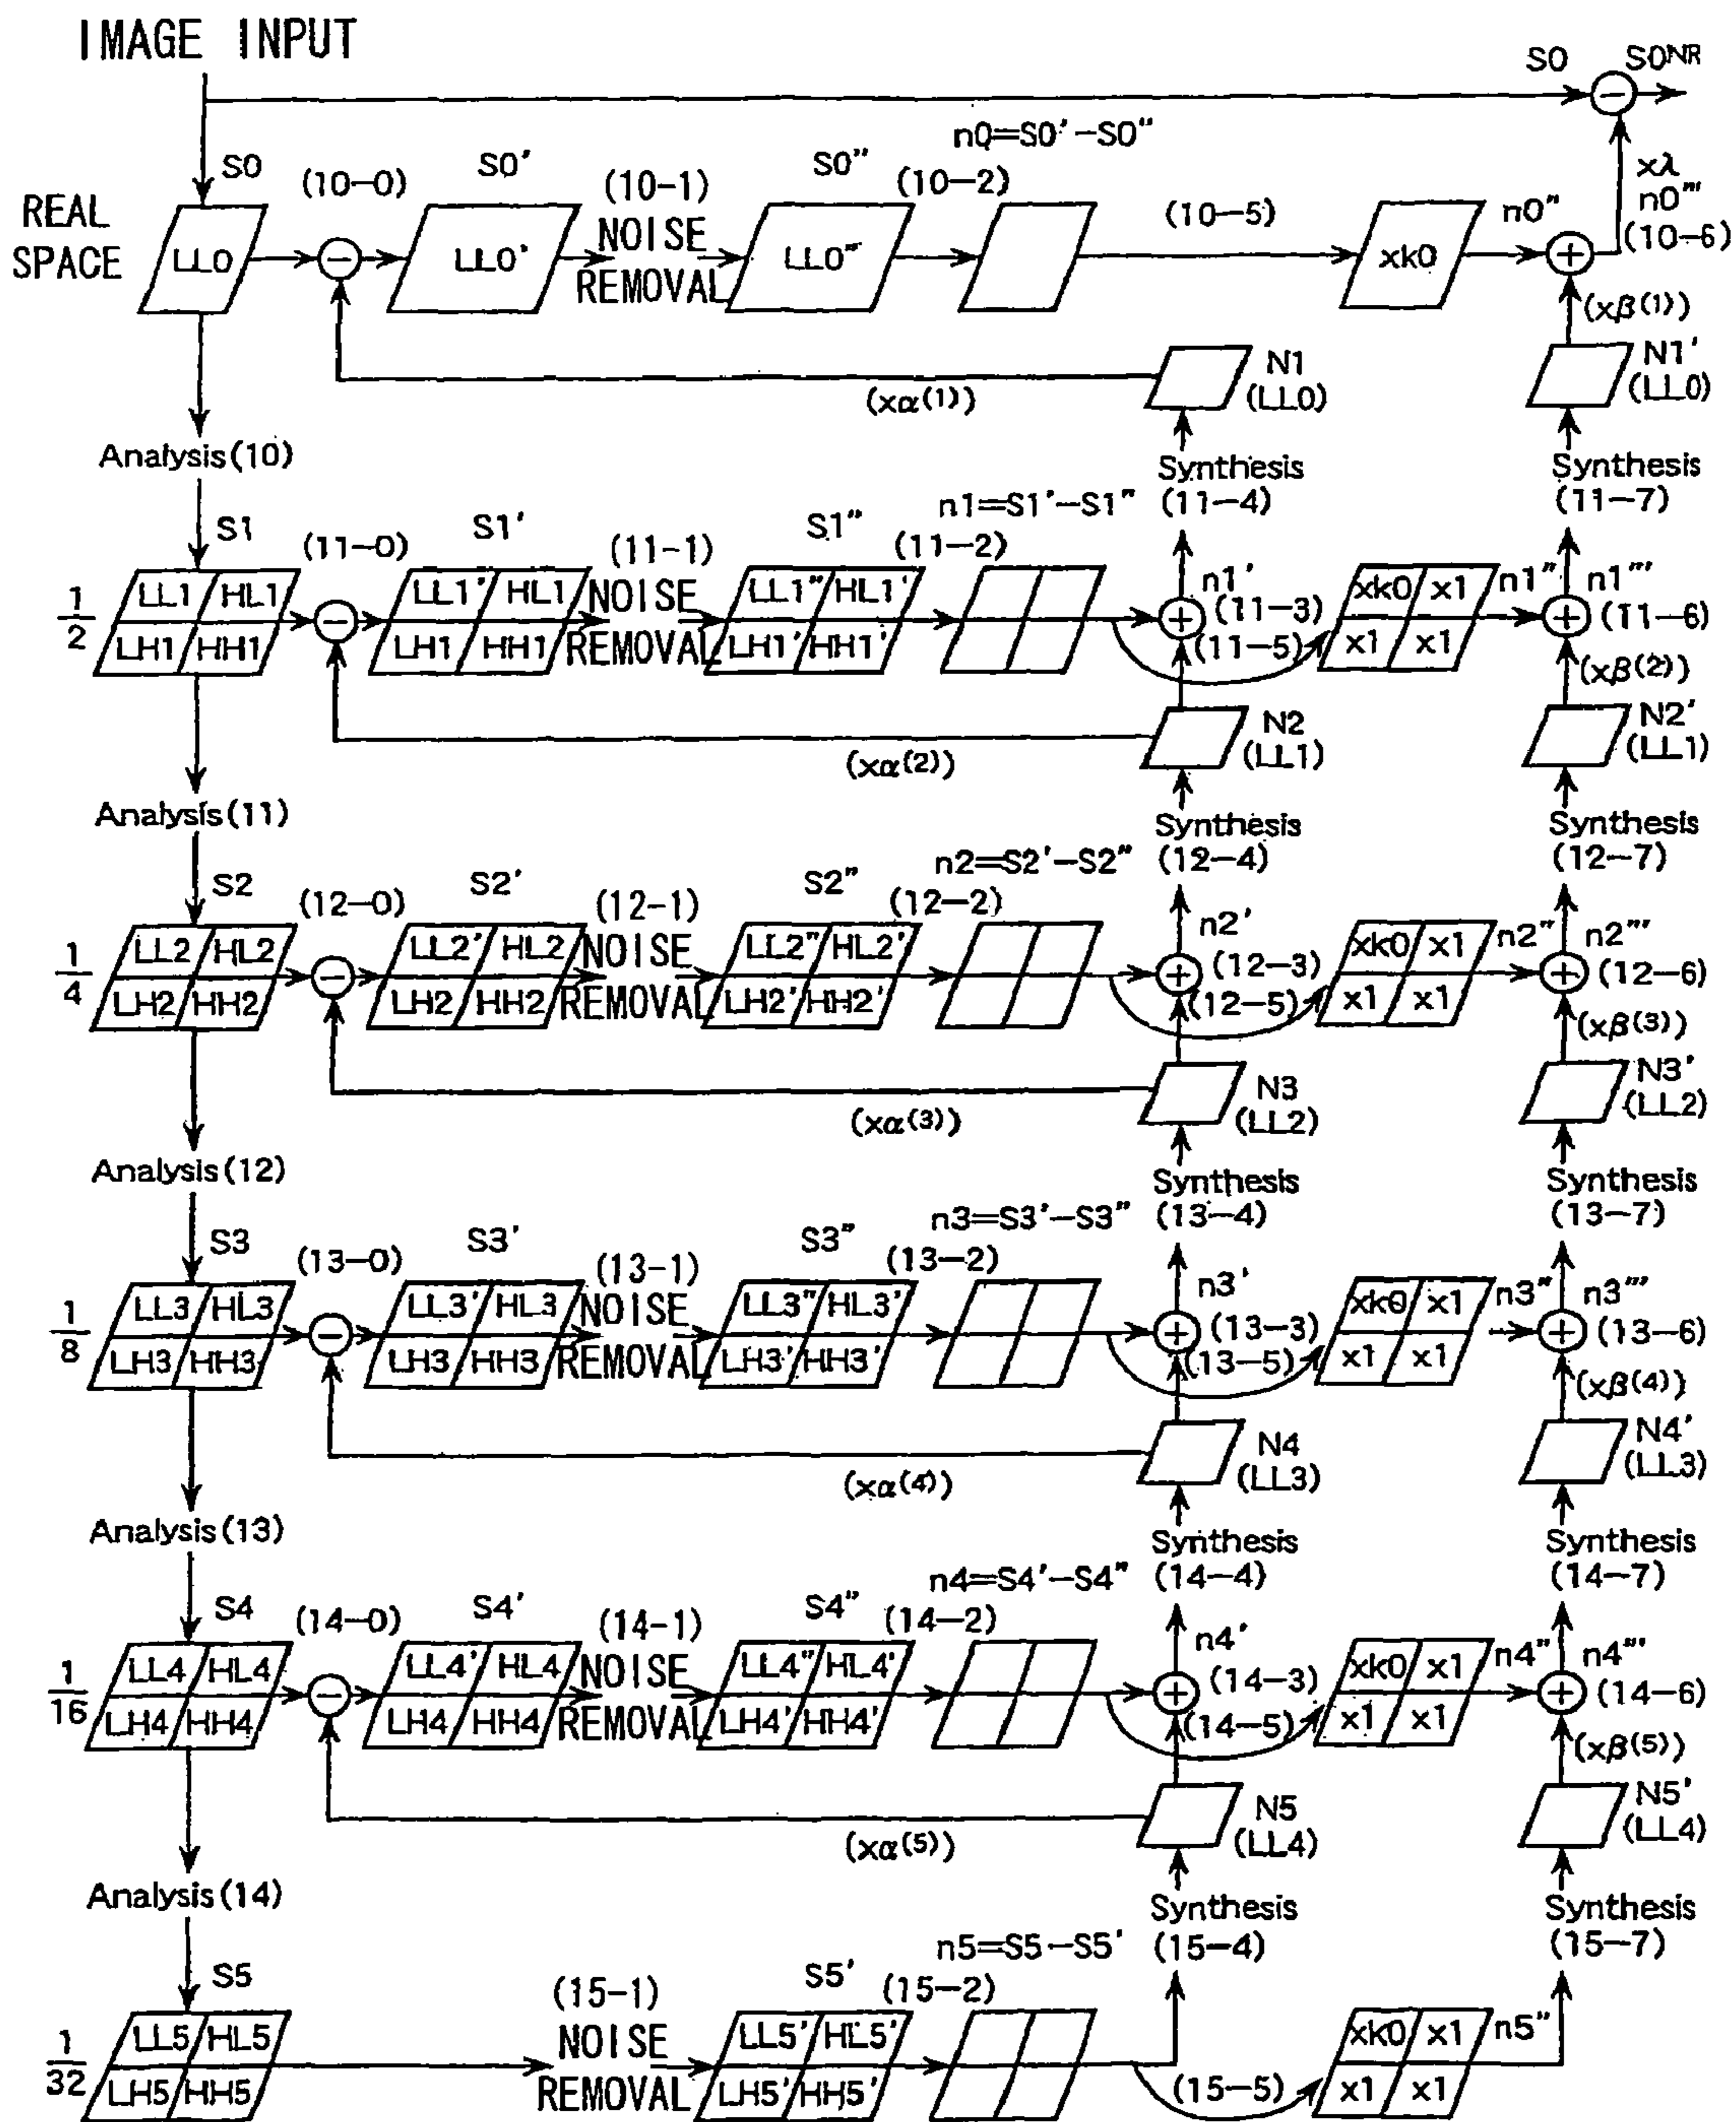 IMAGE INPUT
S0 S0NR
n0=S0'-S0"
S0 (10-0) S0' (10-1) S0" (10-2) (10-5) n0" xλ
n0"'
(10-6)
REAL
SPACE
LL0 - LL0' NOISE
REMOVAL LL0" xk0 +
(xβ(1))
N1
(LL0) N1'
(LL0)
(xα(1))
Analysis(10) Synthesis
(11-4) Synthesis
(11-7)
n1=S1'-S1"
S1 (11-0) S1' (11-1) S1" (11-2) n1' n1" n1"'
1/2 LL1 HL1 LL1' HL1 NOISE LL1" HL1' (11-3) xk0 x1 (11-6)
LH1 HH1 LH1 HH1 REMOVAL LH1' HH1' (11-5) x1 x1
(xβ(2))
N2
(LL1) N2'
(LL1)
(xα(2))
Analysis(11) Synthesis
(12-4) Synthesis
(12-7)
n2=S2'-S2"
S2 (12-0) S2' (12-1) S2" (12-2) n2' n2" n2"'
1/4 LL2 HL2 LL2' HL2 NOISE LL2" HL2' (12-3) xk0 x1 (12-6)
LH2 HH2 LH2 HH2 REMOVAL LH2' HH2' (12-5) x1 x1
(xβ(3))
N3
(LL2) N3'
(LL2)
(xα(3))
Analysis(12) Synthesis
(13-4) Synthesis
(13-7)
n3=S3'-S3"
S3 (13-0) S3' (13-1) S3" (13-2) n3' n3" n3"'
1/8 LL3 HL3 LL3' HL3 NOISE LL3" HL3' (13-3) xk0 x1 (13-6)
LH3 HH3 LH3 HH3 REMOVAL LH3' HH3' (13-5) x1 x1
(xβ(4))
N4
(LL3) N4'
(LL3)
(xα(4))
Analysis(13) Synthesis
(14-4) Synthesis
(14-7)
n4=S4'-S4"
S4 (14-0) S4' (14-1) S4" (14-2) n4' n4" n4"'
1/16 LL4 HL4 LL4' HL4 NOISE LL4" HL4' (14-3) xk0 x1 (14-6)
LH4 HH4 LH4 HH4 REMOVAL LH4' HH4' (14-5) x1 x1
(xβ(5))
N5
(LL4) N5'
(LL4)
(xα(5))
Analysis(14) Synthesis
(15-4) Synthesis
(15-7)
n5=S5-S5'
S5 (15-1) S5' (15-2) n5"
1/32 LL5 HL5 NOISE LL5' HL5' xk0 x1
LH5 HH5 REMOVAL LH5' HH5' (15-5) x1 x1